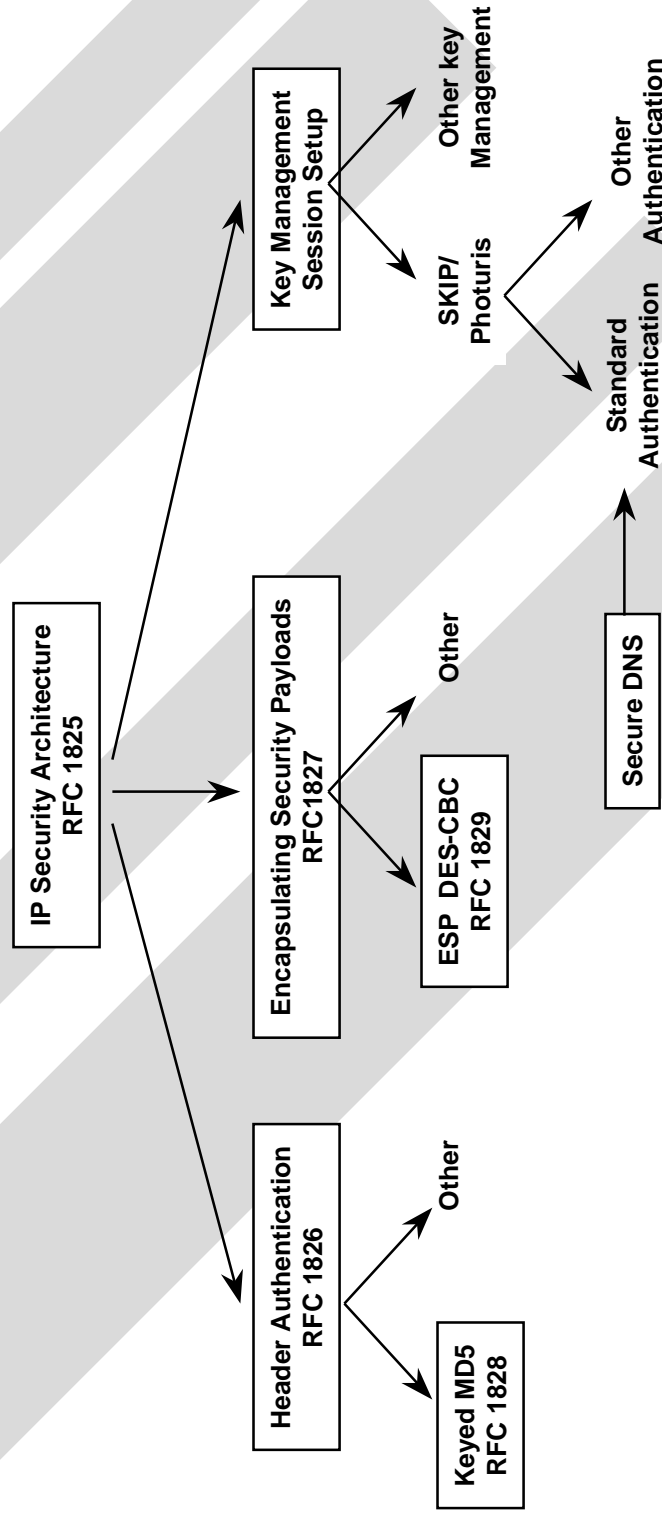 IP Security Architecture
RFC 1825
Header Authentication
RFC 1826
Encapsulating Security Payloads
RFC1827
Key Management
Session Setup
Keyed MD5
RFC 1828
Other
ESP DES-CBC
RFC 1829
Other
SKIP/
Photuris
Other key
Management
Secure DNS
Standard
Authentication
Other
Authentication